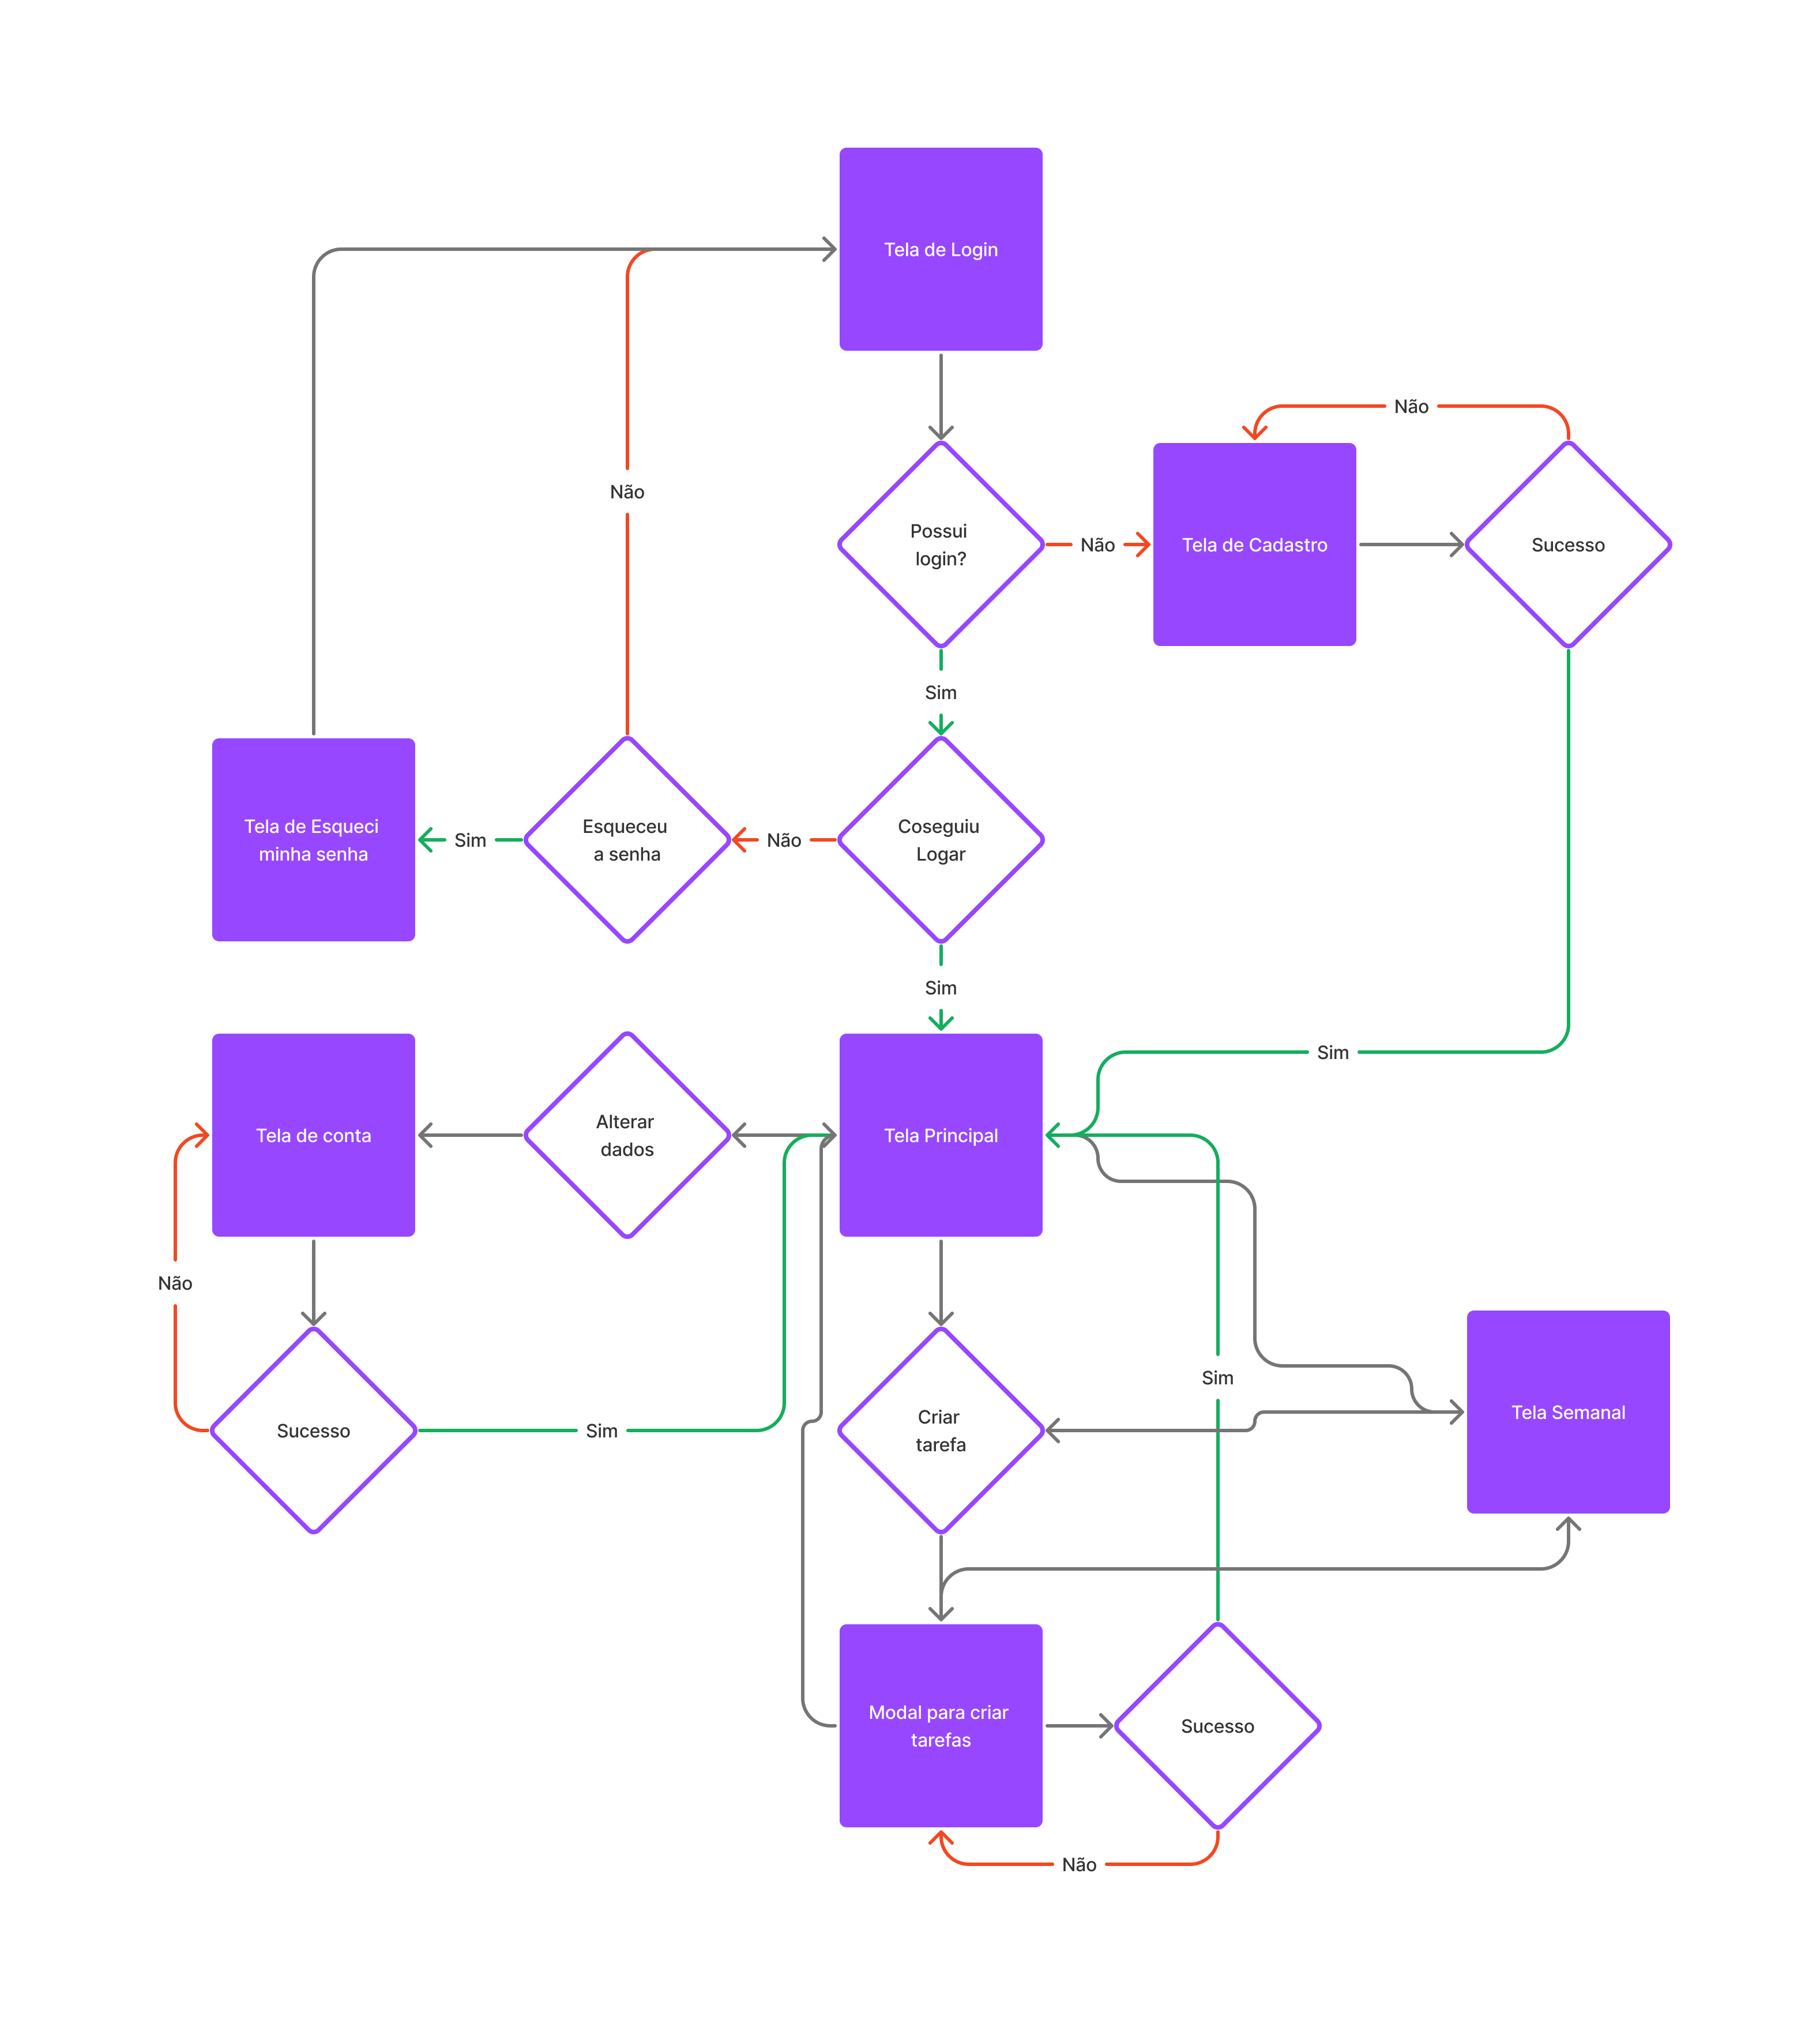 Tela de Login
Não
Não
Possui
login?
Não
Tela de Cadastro
Sucesso
Sim
Tela de Esqueci
minha senha
Sim
Esqueceu
a senha
Não
Coseguiu
Logar
Sim
Sim
Tela de conta
Alterar
dados
Tela Principal
Não
Sim
Tela Semanal
Sucesso
Sim
Criar
tarefa
Modal para criar
tarefas
Sucesso
Não